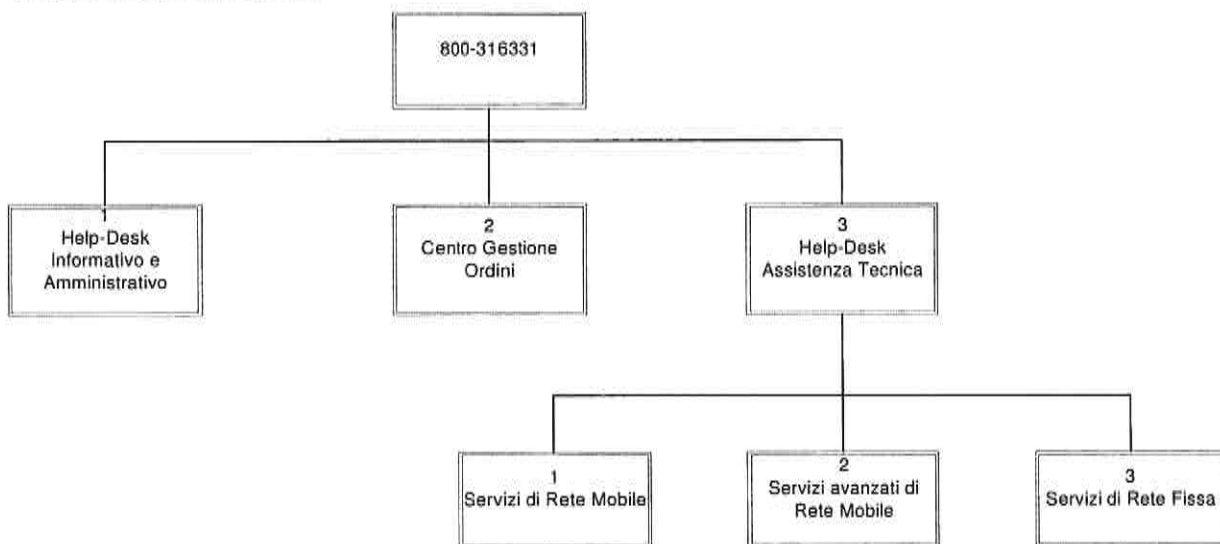 800-316331
1
Help-Desk
Informativo e
Amministrativo
2
Centro Gestione
Ordini
3
Help-Desk
Assistenza Tecnica
1
Servizi di Rete Mobile
2
Servizi avanzati di
Rete Mobile
3
Servizi di Rete Fissa